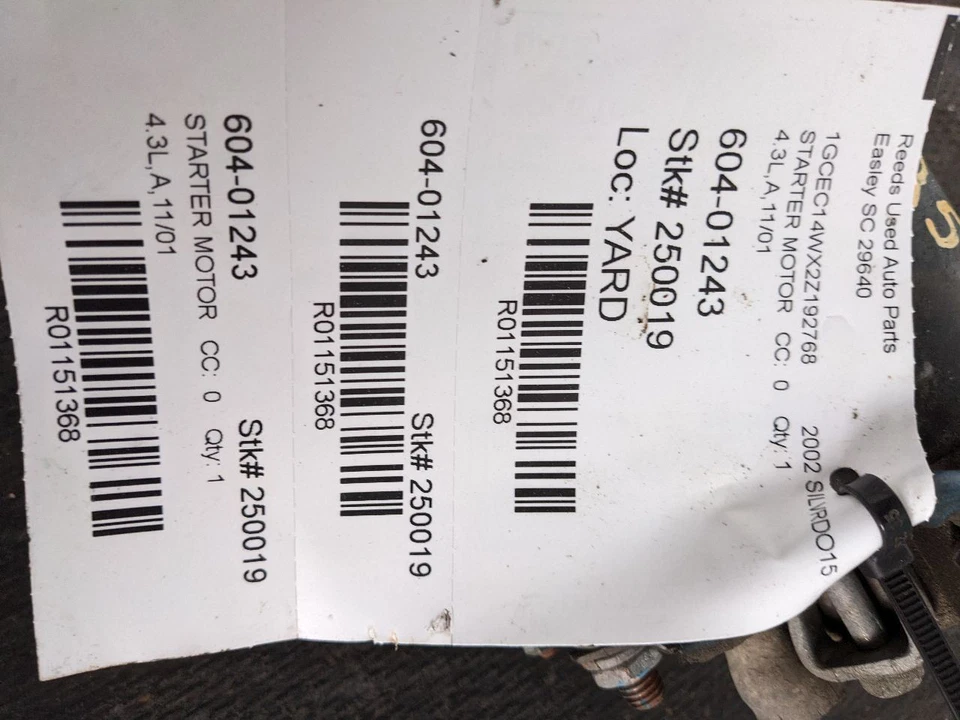 Reeds Used Auto Parts
Easley SC 29640
1GCEC14WX2Z192768 2002 SILVRDO15
STARTER MOTOR CC: 0 Qty: 1
4.3L,A,11/01
604-01243
Stk# 250019
Loc: YARD
R01151368
604-01243 Stk# 250019
R01151368
604-01243 Stk# 250019
STARTER MOTOR CC: 0 Qty: 1
4.3L,A,11/01
R01151368